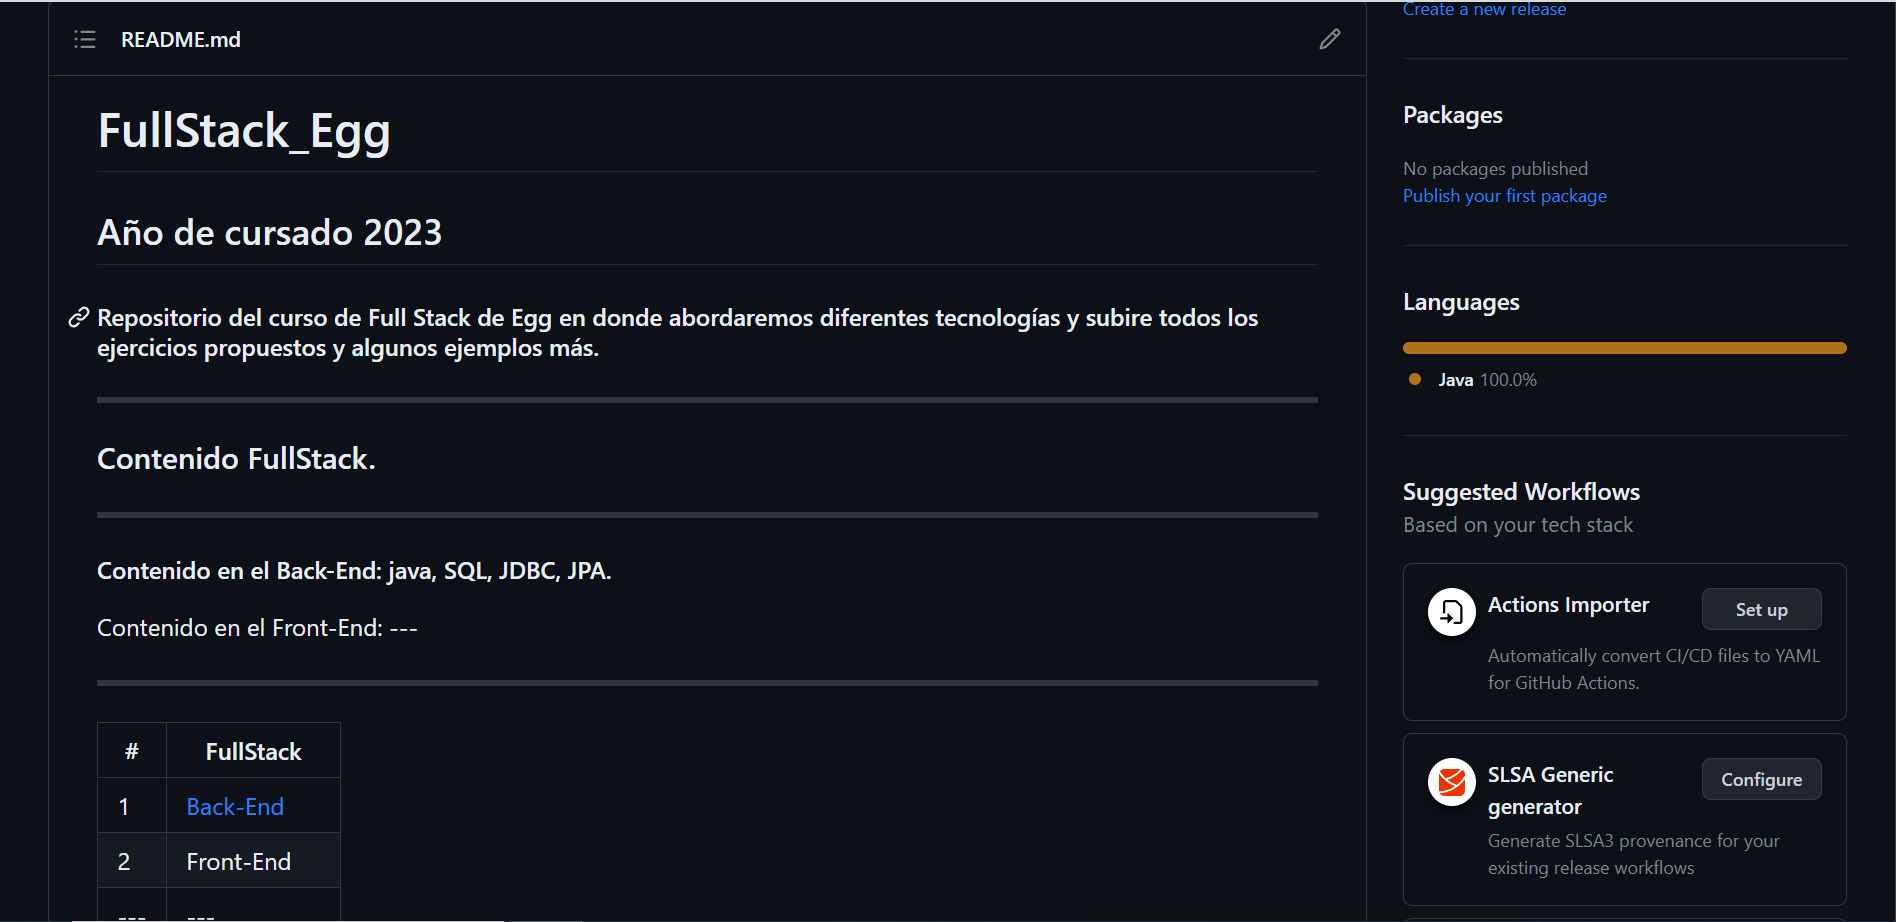 README.md
FullStack_Egg
Año de cursado 2023
Repositorio del curso de Full Stack de Egg en donde abordaremos diferentes tecnologías y subire todos los
ejercicios propuestos y algunos ejemplos más.
Contenido FullStack.
Contenido en el Back-End: java, SQL, JDBC, JPA.
Contenido en el Front-End: ---
# FullStack
1 Back-End
2 Front-End
--- ---
Create a new release
Packages
No packages published
Publish your first package
Languages
Java 100.0%
Suggested Workflows
Based on your tech stack
Actions Importer
Set up
Automatically convert CI/CD files to YAML
for GitHub Actions.
SLSA Generic
generator
Configure
Generate SLSA3 provenance for your
existing release workflows